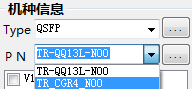 机种信息
Type QSFP ...
P N TR-QQ13L-N00 ...
TR-QQ13L-N00
TR_CGR4_N00